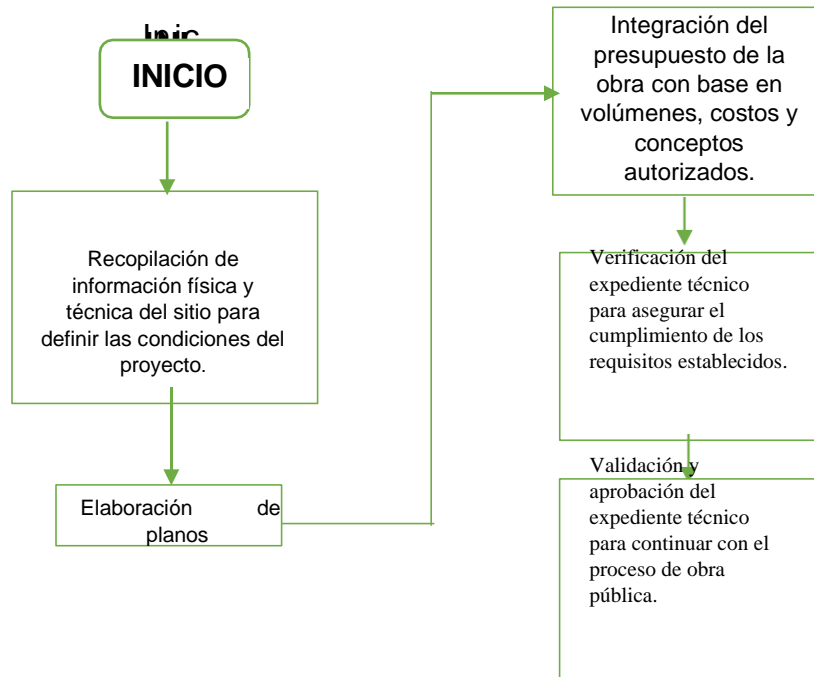 INICIO
Recopilación de
información física y
técnica del sitio para
definir las condiciones del
proyecto.
Elaboración de
planos
Integración del
presupuesto de la
obra con base en
volúmenes, costos y
conceptos
autorizados.
Verificación del
expediente técnico
para asegurar el
cumplimiento de los
requisitos establecidos.
Validación y
aprobación del
expediente técnico
para continuar con el
proceso de obra
pública.